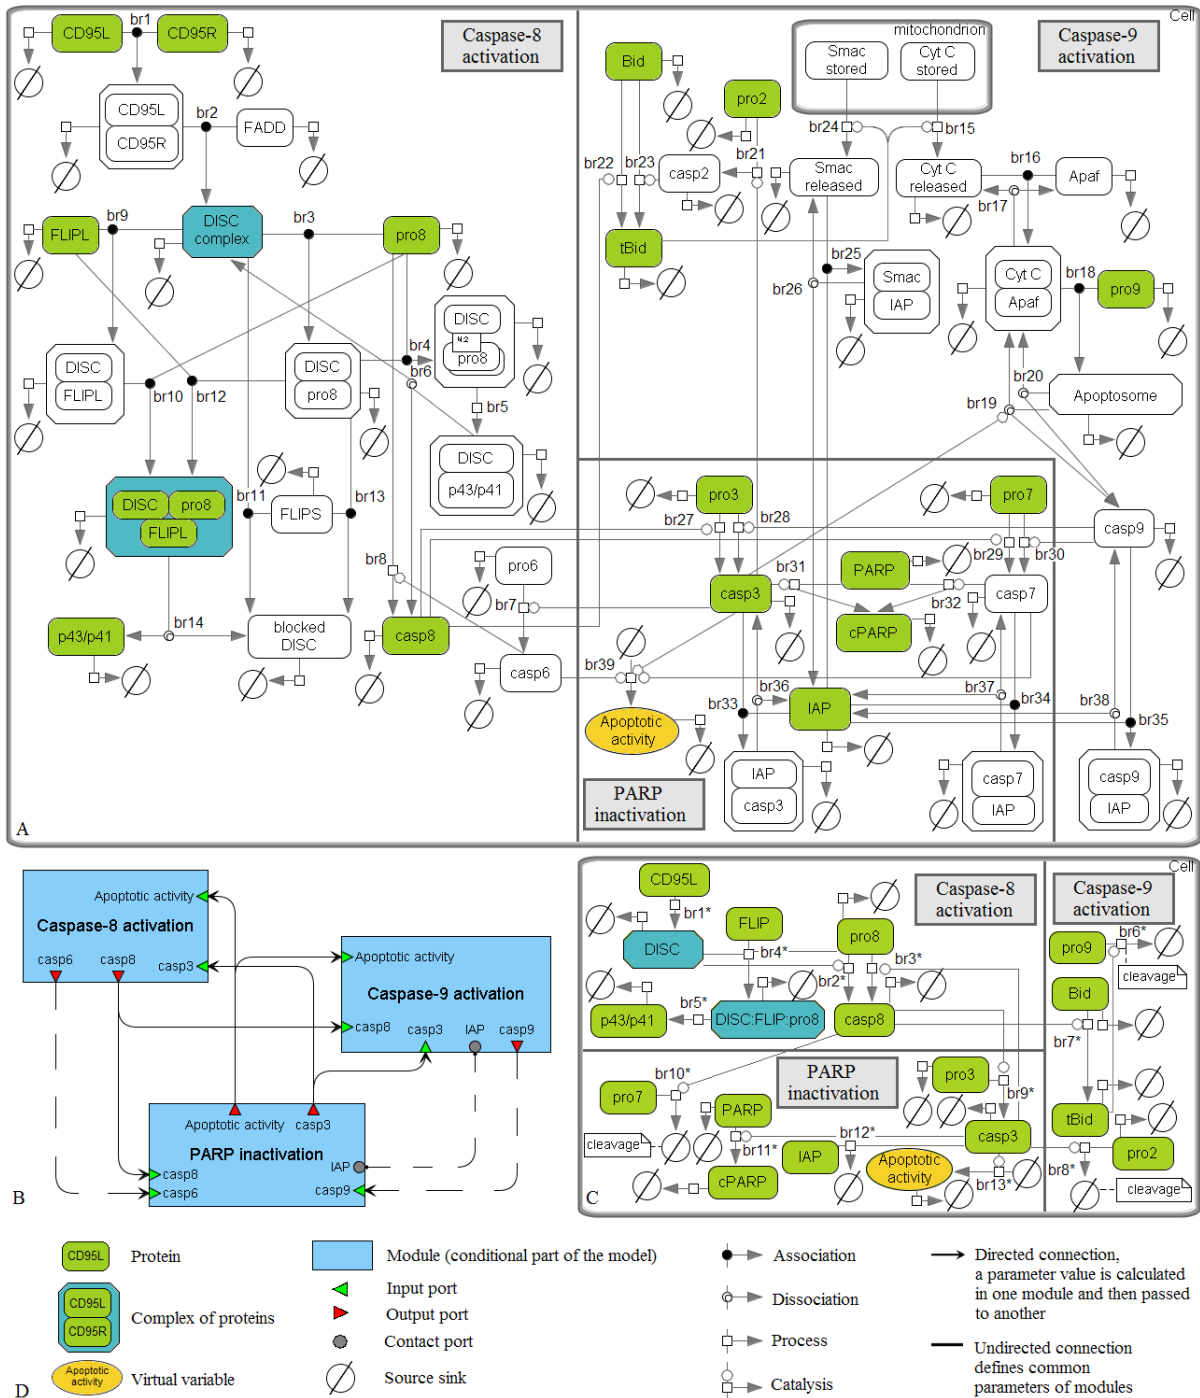 Cell
CD95L
br1
CD95R
Caspase-8
activation
CD95L
CD95R
br2
FADD
br9
FLIPL
DISC
complex
br3
pro8
DISC
FLIPL
br10
br12
DISC
pro8
br4
br6
DISC
N:2
pro8
br5
DISC
p43/p41
DISC
pro8
FLIPL
br11
FLIPS
br13
br8
pro6
br7
p43/p41
br14
blocked
DISC
casp8
casp6
A
mitochondrion
Smac
stored
Cyt C
stored
Caspase-9
activation
Bid
pro2
br24
br15
br22
br23
br21
casp2
Smac
released
Cyt C
released
br16
Apaf
br17
tBid
br25
br26
Smac
IAP
Cyt C
Apaf
br18
pro9
br20
br19
Apoptosome
casp9
pro3
pro7
br27
br28
br29
br30
br31
PARP
casp3
casp7
br32
cPARP
br39
br36
br37
br33
IAP
br34
br38
br35
Apoptotic
activity
IAP
casp3
casp7
IAP
casp9
IAP
PARP
inactivation
Apoptotic activity
Caspase-8 activation
casp6
casp8
casp3
Apoptotic activity
Caspase-9 activation
casp8
casp3
IAP
casp9
Apoptotic activity
casp3
PARP inactivation
IAP
casp8
casp6
casp9
B
Cell
CD95L
br1*
FLIP
Caspase-8
activation
DISC
br4*
pro8
br3*
br2*
p43/p41
br5*
DISC:FLIP:pro8
casp8
Caspase-9
activation
pro9
br6*
cleavage
Bid
br7*
tBid
pro2
br8*
cleavage
PARP
inactivation
br10*
pro7
cleavage
PARP
br11*
cPARP
IAP
br12*
pro3
br9*
casp3
Apoptotic
activity
br13*
C
CD95L
Protein
CD95L
CD95R
Complex of proteins
Apoptotic
activity
Virtual variable
Module (conditional part of the model)
Input port
Output port
Contact port
Source sink
Association
Dissociation
Process
Catalysis
Directed connection,
a parameter value is calculated
in one module and then passed
to another
Undirected connection
defines common
parameters of modules
D